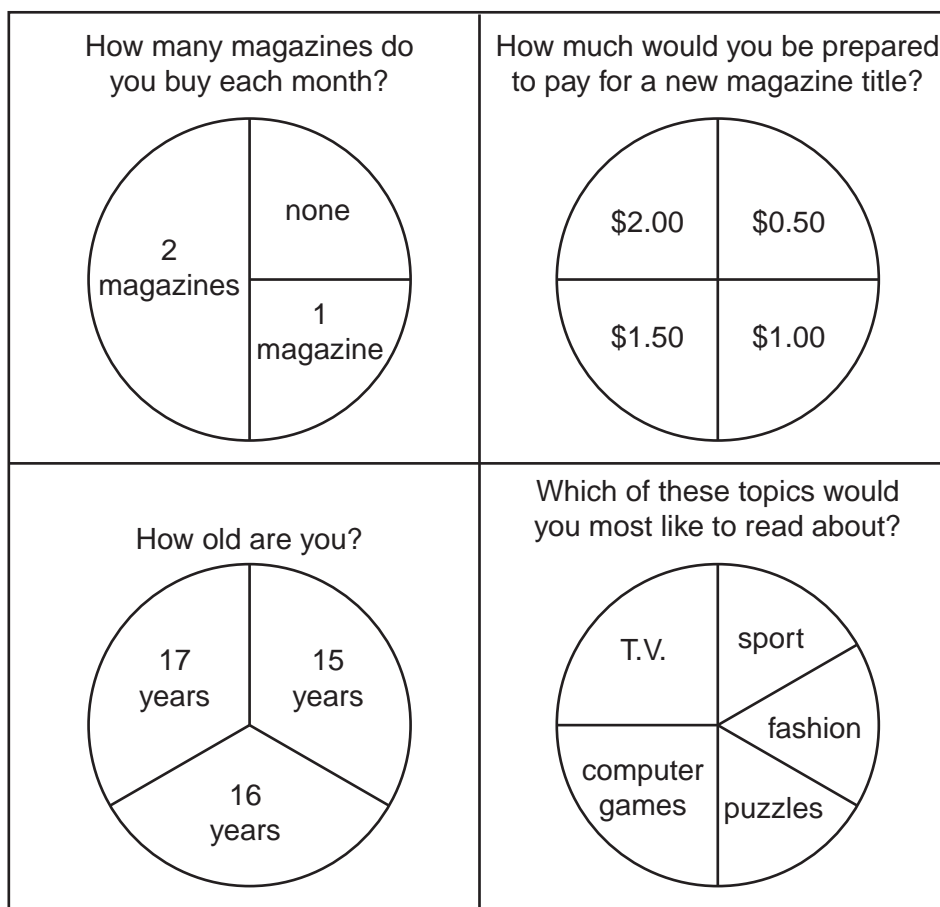 How many magazines do
you buy each month?
none
2
magazines
1
magazine
How much would you be prepared
to pay for a new magazine title?
$2.00
$0.50
$1.50
$1.00
How old are you?
17
years
15
years
16
years
Which of these topics would
you most like to read about?
T.V.
sport
fashion
computer
games
puzzles